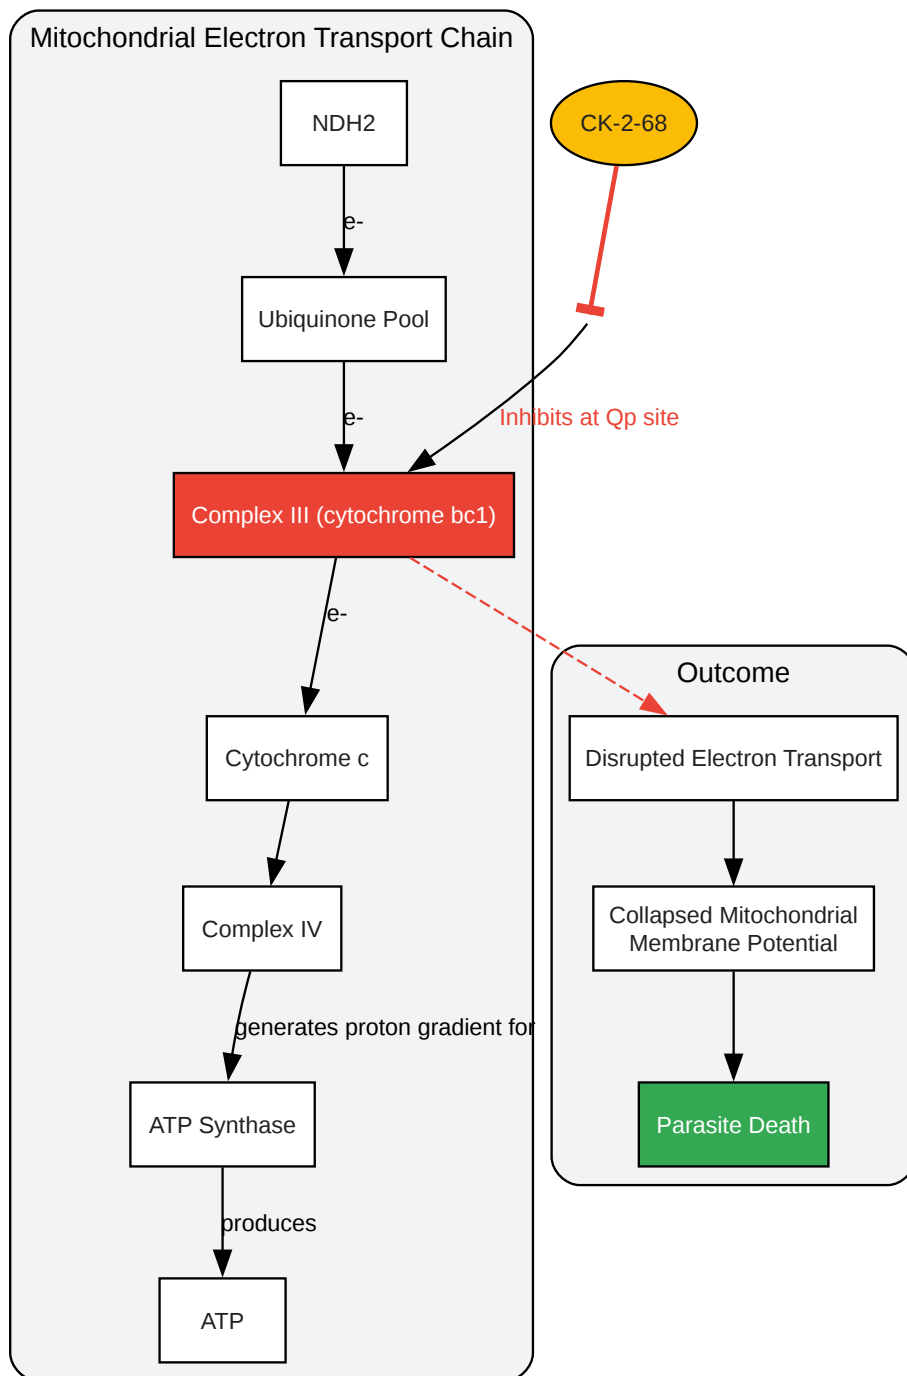 Mitochondrial Electron Transport Chain
NDH2
CK-2-68
e-
Ubiquinone Pool
e-
Inhibits at Qp site
Complex III (cytochrome bc1)
e-
Outcome
Cytochrome c
Disrupted Electron Transport
Complex IV
Collapsed Mitochondrial
Membrane Potential
generates proton gradient for
ATP Synthase
Parasite Death
produces
ATP